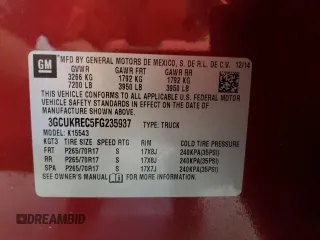 GM
MFD BY GENERAL MOTORS DE MEXICO, S. DE R.L. DE C.V. 12/14
GVWR GAWR FRT GAWR RR
3266 KG 1792 KG 1792 KG
7200 LB 3950 LB 3950 LB
THIS VEHICLE CONFORMS TO ALL APPLICABLE U.S. FEDERAL MOTOR
VEHICLE SAFETY STANDARDS IN EFFECT ON THE DATE OF
MANUFACTURE SHOWN ABOVE.
3GCUKREC5FG235937 TYPE: TRUCK
MODEL: K15543
KGT3 TIRE SIZE SPEED RTG RIM COLD TIRE PRESSURE
FRT P265/70R17 S 17X8J 240KPA(35PSI)
RR P265/70R17 S 17X8J 240KPA(35PSI)
SPA P265/70R17 S 17X7J 240KPA(35PSI)
SEE OWNER'S MANUAL
DREAMBID